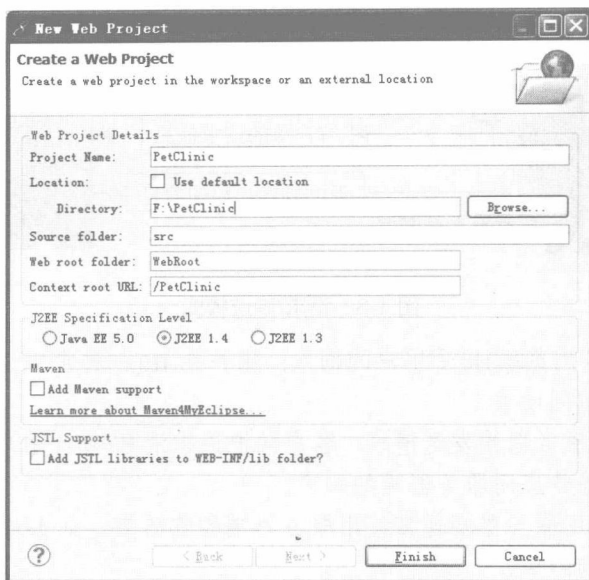 New Web Project
Create a Web Project
Create a web project in the workspace or an external location
Web Project Details
Project Name: PetClinic
Location: Use default location
Directory: F:\PetClinic Browse...
Source folder: src
Web root folder: WebRoot
Context root URL: /PetClinic
J2EE Specification Level
Java EE 5.0 J2EE 1.4 J2EE 1.3
Maven
Add Maven support
Learn more about Maven4MyEclipse...
JSTL Support
Add JSTL libraries to WEB-INF/lib folder?
? < Back Next > Finish Cancel